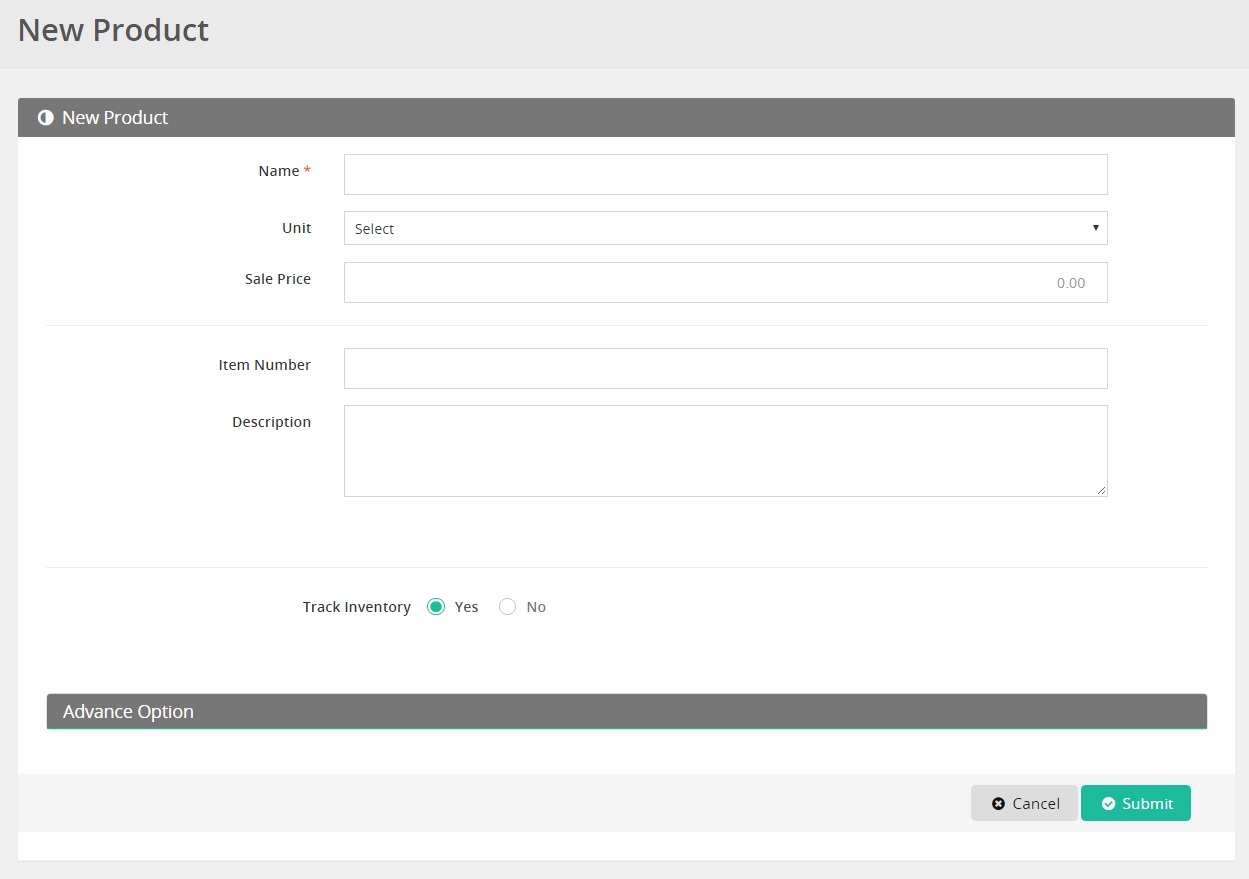 New Product
New Product
Name *
Unit
Select
Sale Price
0.00
Item Number
Description
Track Inventory Yes No
Advance Option
Cancel Submit